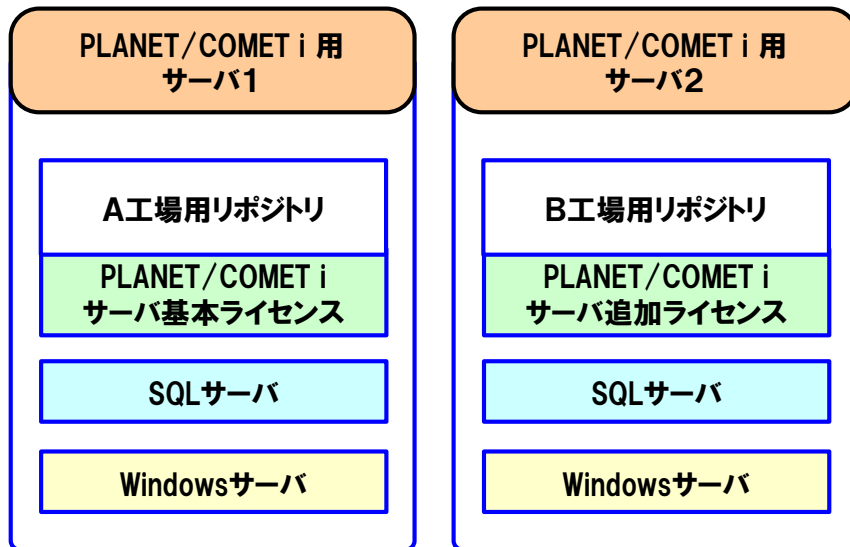 PLANET/COMET i 用
サーバ1
A工場用リポジトリ
PLANET/COMET i
サーバ基本ライセンス
SQLサーバ
Windowsサーバ
PLANET/COMET i 用
サーバ2
B工場用リポジトリ
PLANET/COMET i
サーバ追加ライセンス
SQLサーバ
Windowsサーバ